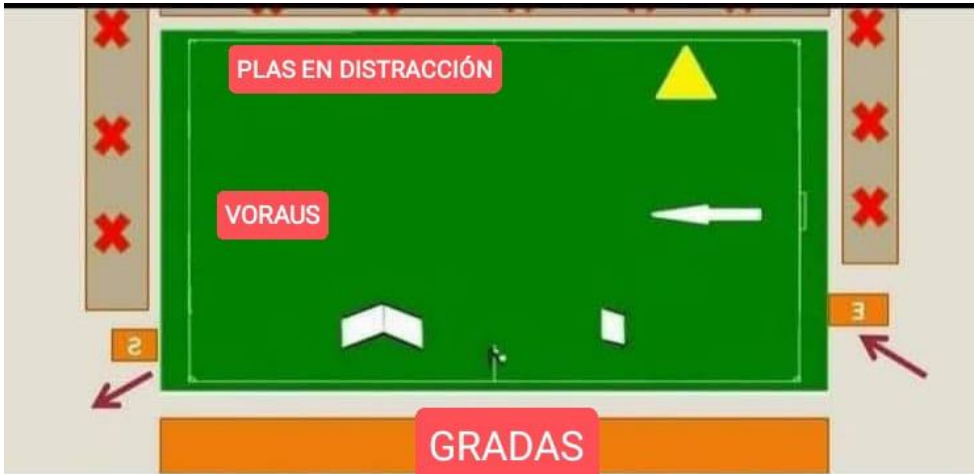 PLAS EN DISTRACCIÓN
VORAUS
E
S
GRADAS